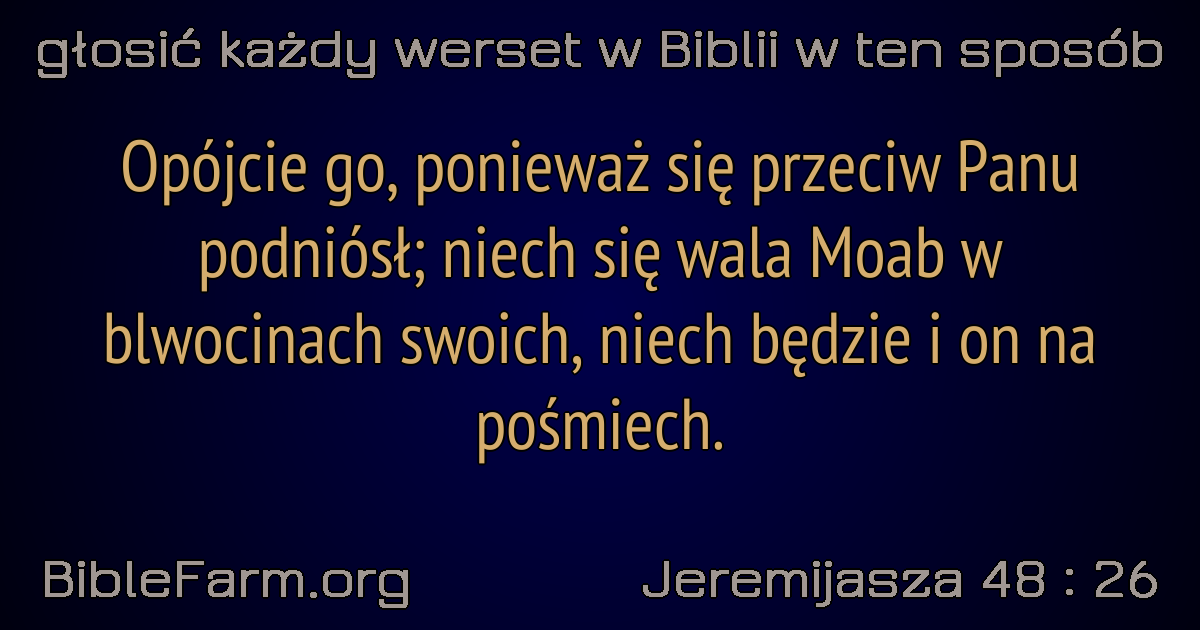 głosić każdy werset w Biblii w ten sposób
Opójcie go, ponieważ się przeciw Panu
podniósł; niech się wala Moab w
blwocinach swoich, niech będzie i on na
pośmiech.
BibleFarm.org
Jeremijasza 48 : 26